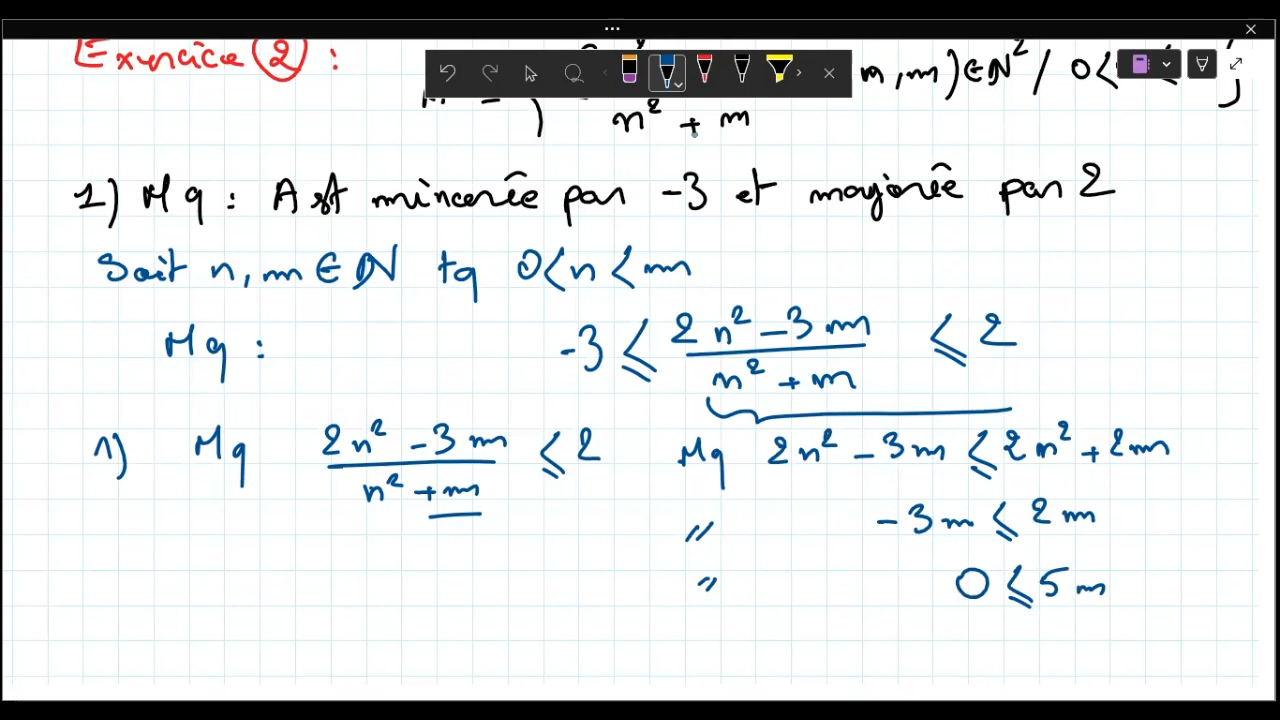 Exercice ② :
m, m) ∈ ℕ² / 0<
n² + m
1) Mq : A est minorée par -3 et majorée par 2
Soit n, m ∈ ℕ tq 0 < n < m
Mq : -3 ≤ (2n² - 3m)/(n² + m) ≤ 2
1) Mq (2n² - 3m)/(n² + m) ≤ 2 Mq 2n² - 3m ≤ 2n² + 2m
// -3m ≤ 2m
// 0 ≤ 5m